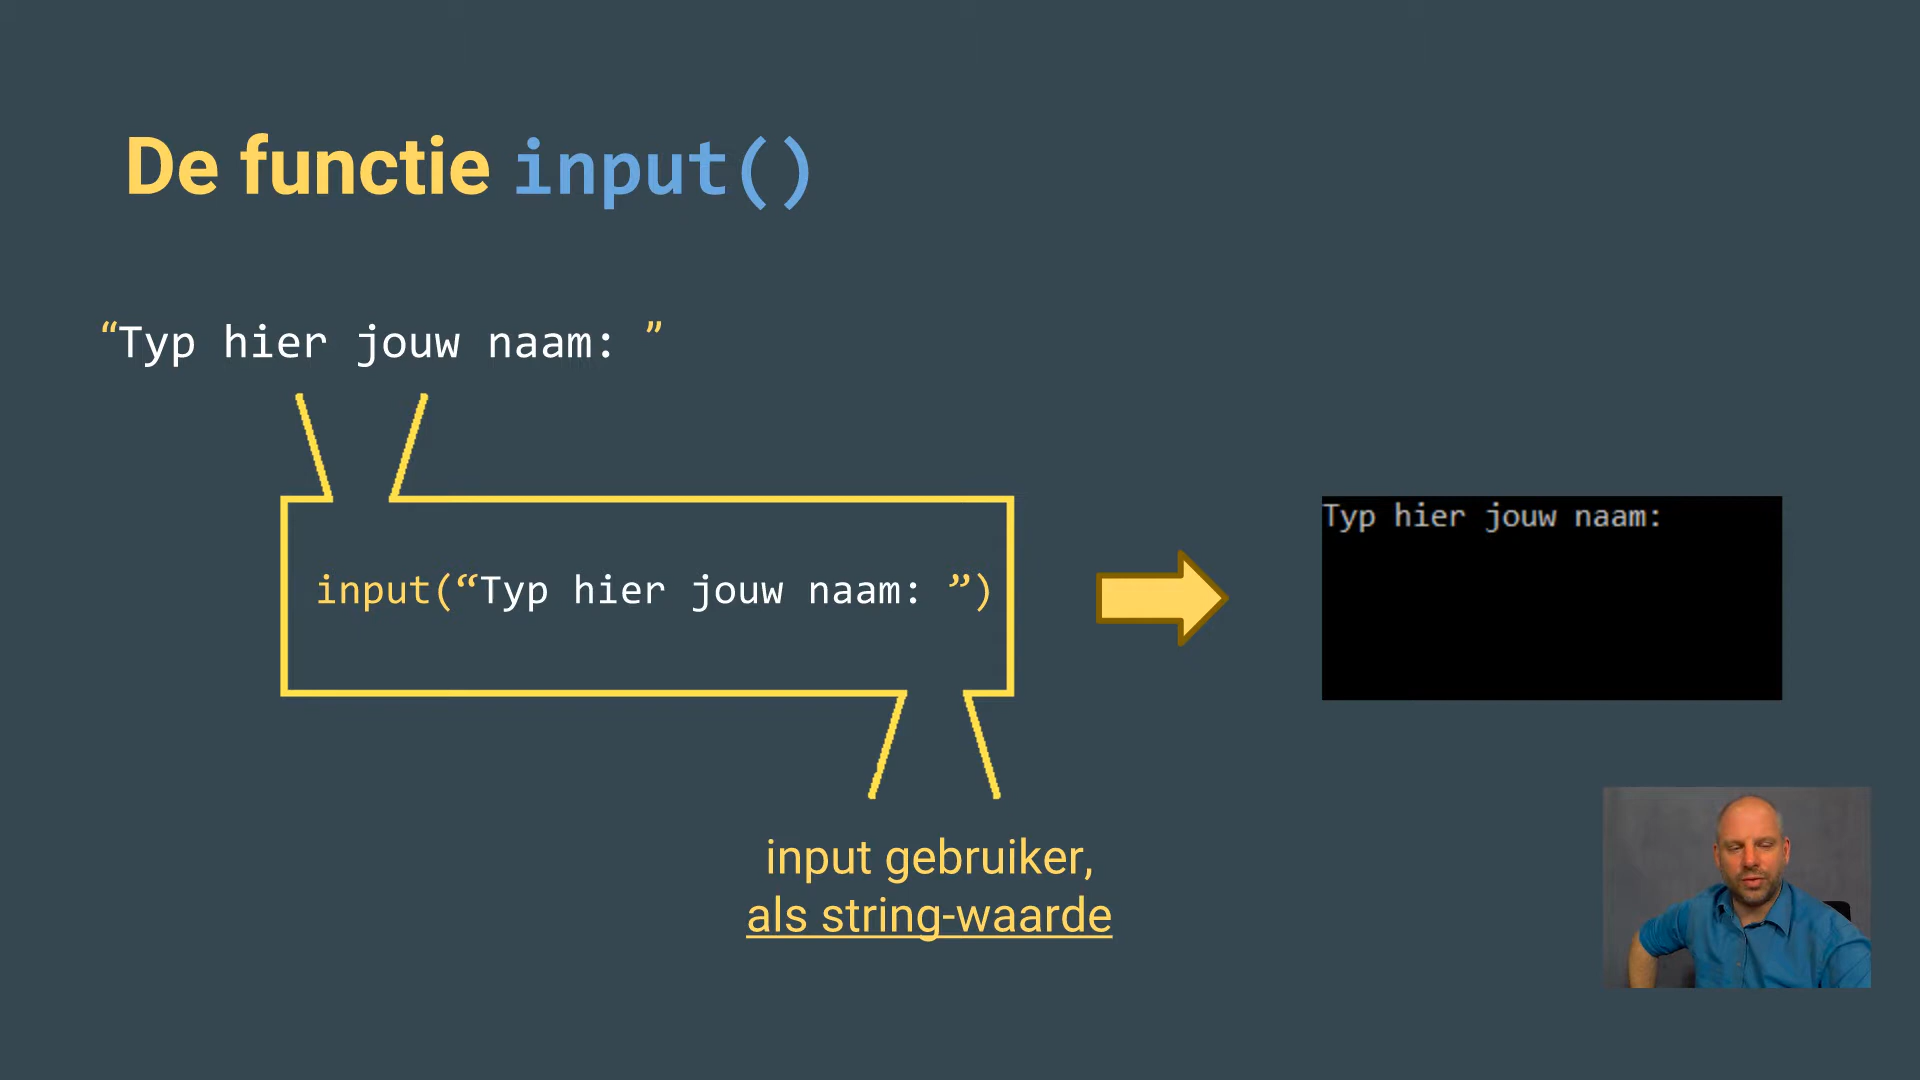 De functie input()
“Typ hier jouw naam: ”
input(“Typ hier jouw naam: ”)
Typ hier jouw naam:
input gebruiker,
als string-waarde